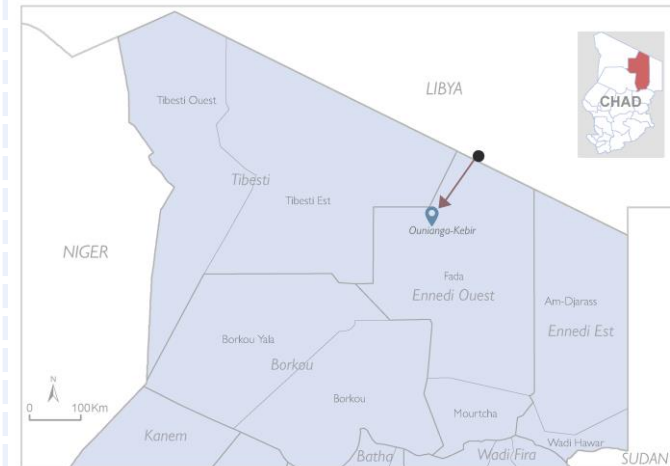 LIBYA
CHAD
Tibesti Ouest
Tibesti
Tibesti Est
Ounianga-Kebir
NIGER
Fada
Ennedi Ouest
Am-Djarass
Ennedi Est
Borkou Yala
Borkou
Borkou
N
0 100Km
Mourtcha
Kanem
Batha
Wadi Fira
Wadi Hawar
SUDAN